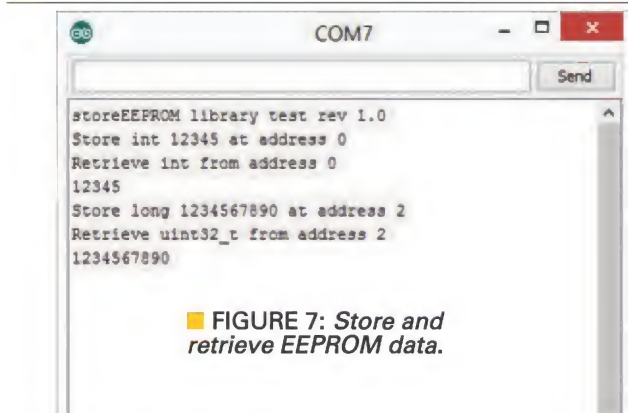 COM7
Send
storeEEPROM library test rev 1.0
Store int 12345 at address 0
Retrieve int from address 0
12345
Store long 1234567890 at address 2
Retrieve uint32_t from address 2
1234567890
FIGURE 7: Store and
retrieve EEPROM data.